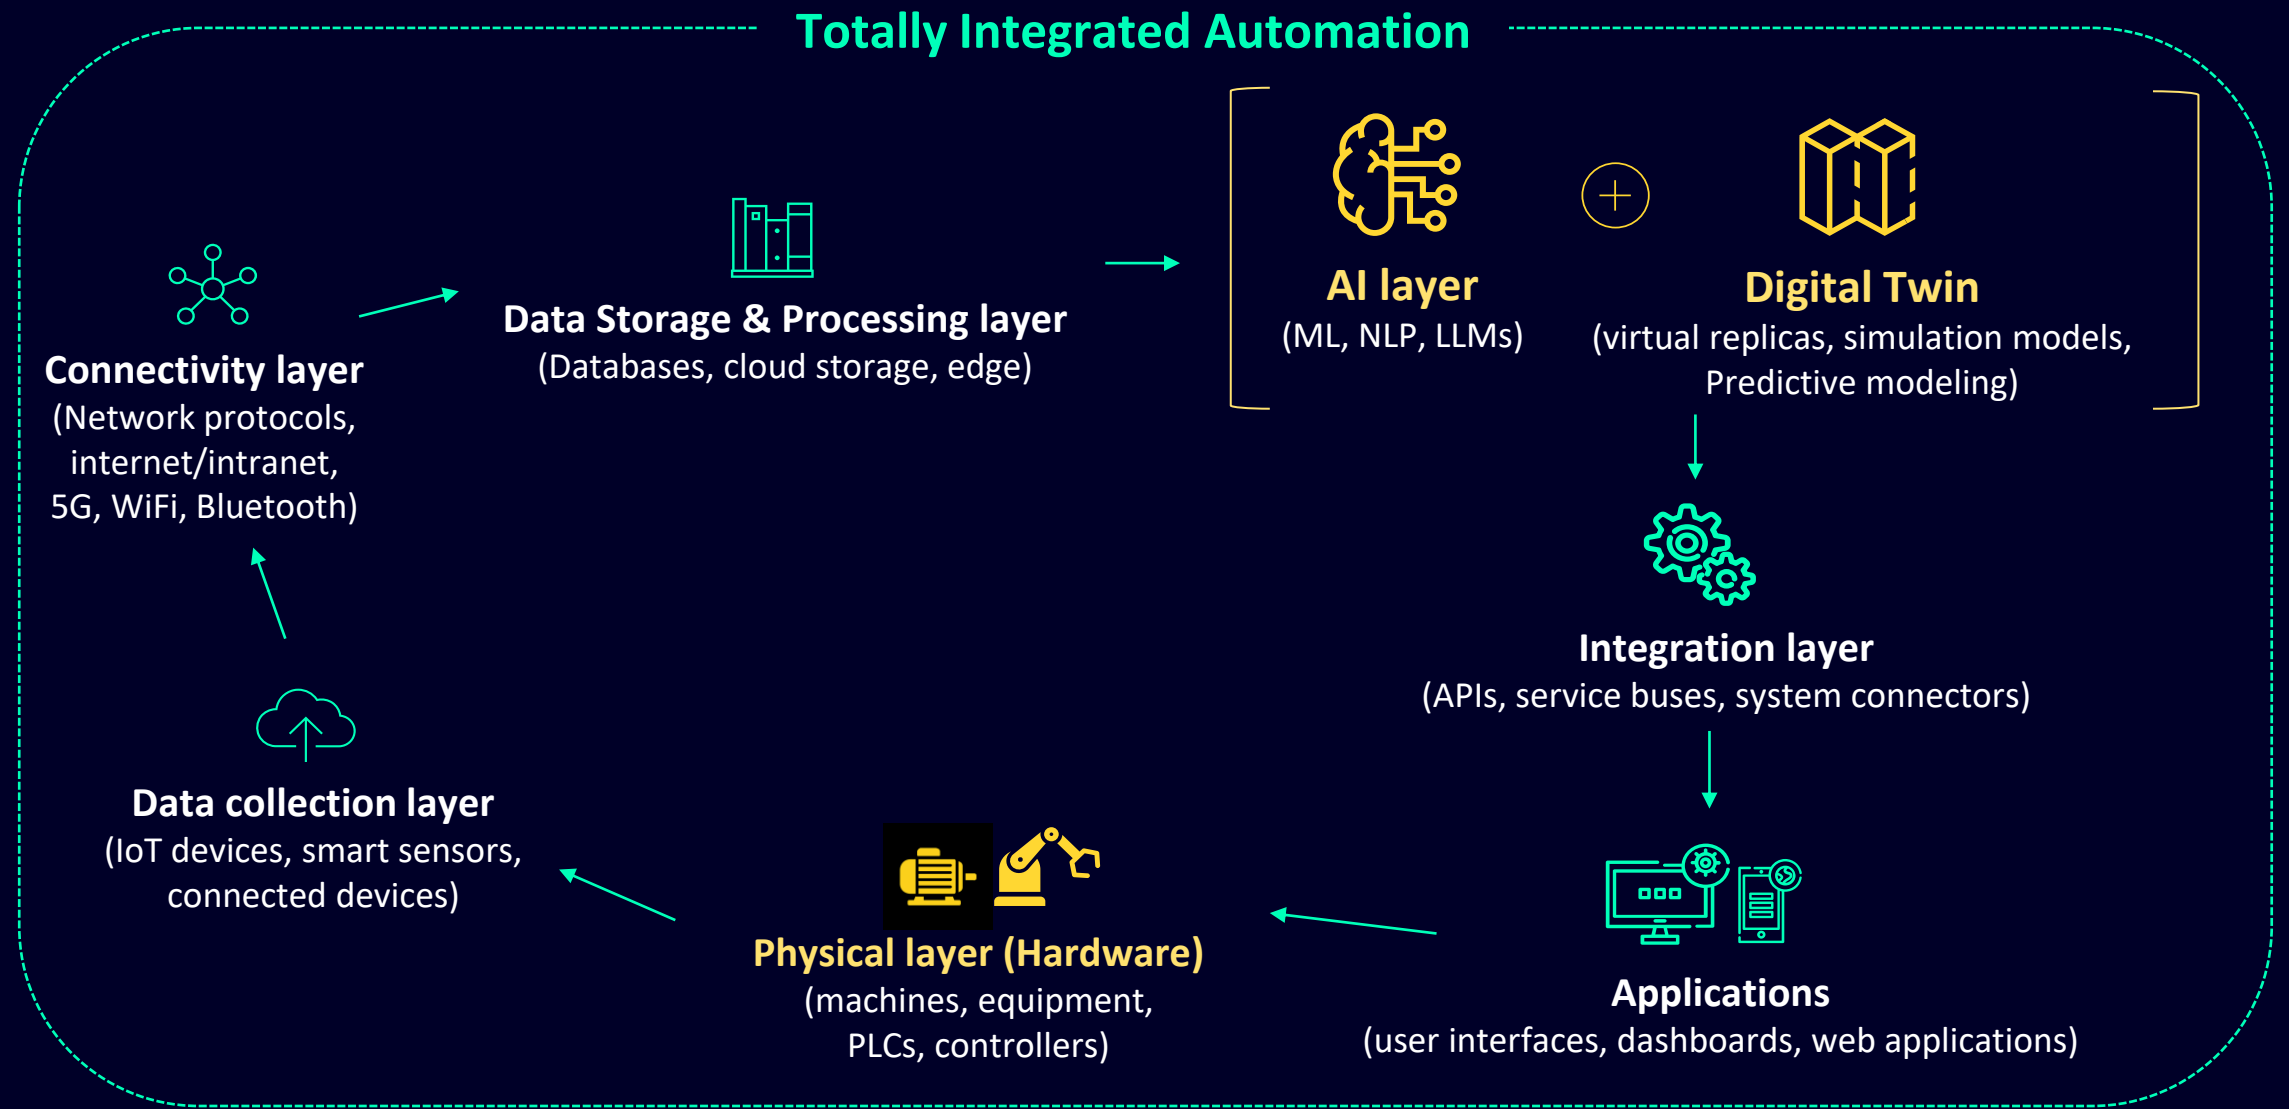 Totally Integrated Automation
AI layer
(ML, NLP, LLMs)
Digital Twin
(virtual replicas, simulation models,
Predictive modeling)
Data Storage & Processing layer
(Databases, cloud storage, edge)
Connectivity layer
(Network protocols,
internet/intranet,
5G, WiFi, Bluetooth)
Integration layer
(APIs, service buses, system connectors)
Data collection layer
(IoT devices, smart sensors,
connected devices)
Physical layer (Hardware)
(machines, equipment,
PLCs, controllers)
Applications
(user interfaces, dashboards, web applications)